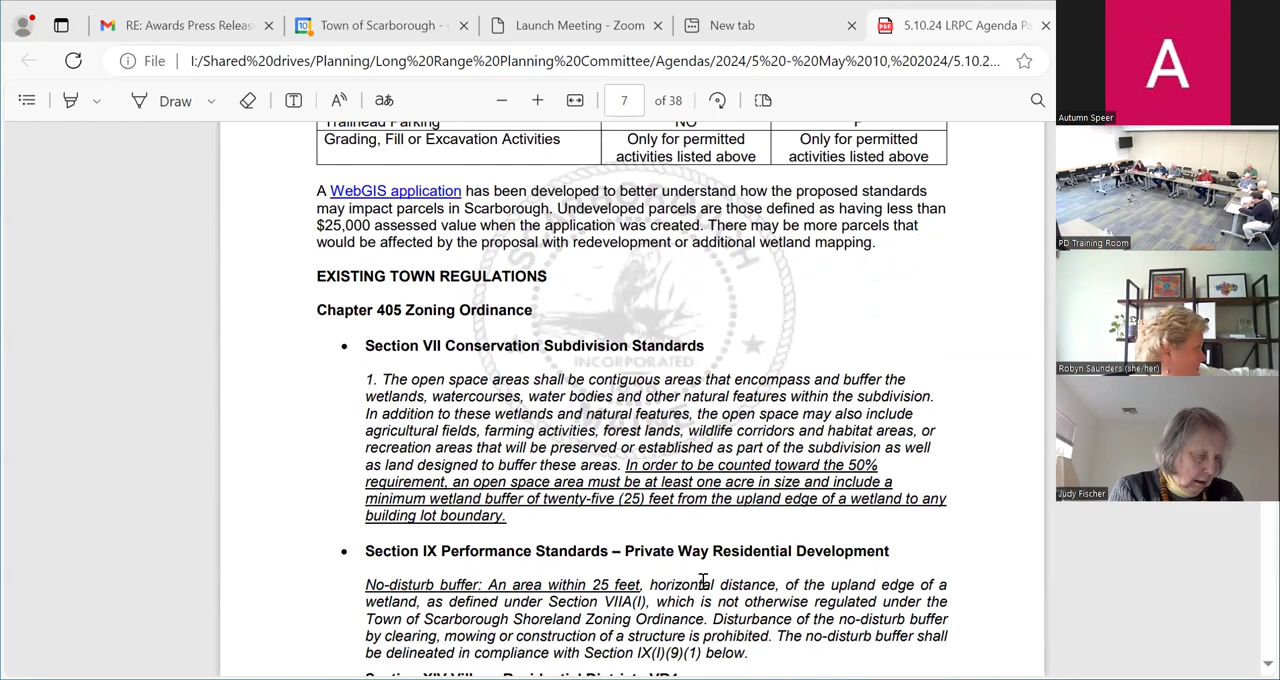 RE: Awards Press Releas
Town of Scarborough -
Launch Meeting - Zoom
New tab
5.10.24 LRPC Agenda Pa
File
I:/Shared%20drives/Planning/Long%20Range%20Planning%20Committee/Agendas/2024/5%20-%20May%2010,%202024/5.10.2...
Draw
7 of 38
Trailhead Parking NO P
Grading, Fill or Excavation Activities Only for permitted Only for permitted
activities listed above activities listed above
A WebGIS application has been developed to better understand how the proposed standards
may impact parcels in Scarborough. Undeveloped parcels are those defined as having less than
$25,000 assessed value when the application was created. There may be more parcels that
would be affected by the proposal with redevelopment or additional wetland mapping.
EXISTING TOWN REGULATIONS
Chapter 405 Zoning Ordinance
• Section VII Conservation Subdivision Standards
1. The open space areas shall be contiguous areas that encompass and buffer the
wetlands, watercourses, water bodies and other natural features within the subdivision.
In addition to these wetlands and natural features, the open space may also include
agricultural fields, farming activities, forest lands, wildlife corridors and habitat areas, or
recreation areas that will be preserved or established as part of the subdivision as well
as land designed to buffer these areas. In order to be counted toward the 50%
requirement, an open space area must be at least one acre in size and include a
minimum wetland buffer of twenty-five (25) feet from the upland edge of a wetland to any
building lot boundary.
• Section IX Performance Standards – Private Way Residential Development
No-disturb buffer: An area within 25 feet, horizontal distance, of the upland edge of a
wetland, as defined under Section VIIA(I), which is not otherwise regulated under the
Town of Scarborough Shoreland Zoning Ordinance. Disturbance of the no-disturb buffer
by clearing, mowing or construction of a structure is prohibited. The no-disturb buffer shall
be delineated in compliance with Section IX(I)(9)(1) below.
SCARBOROUGH
INCORPORATED
MAINE
A
Autumn Speer
PD Training Room
Robyn Saunders (she/her)
Judy Fischer